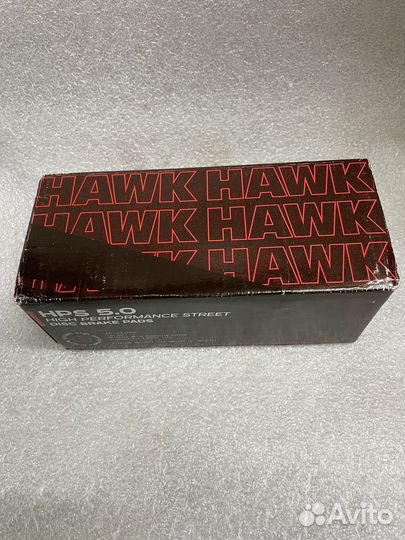 HAWK HAWK
HAWK HAWK
HAWK HAWK
HPS 5.0
HIGH PERFORMANCE STREET
DISC BRAKE PADS
Avito